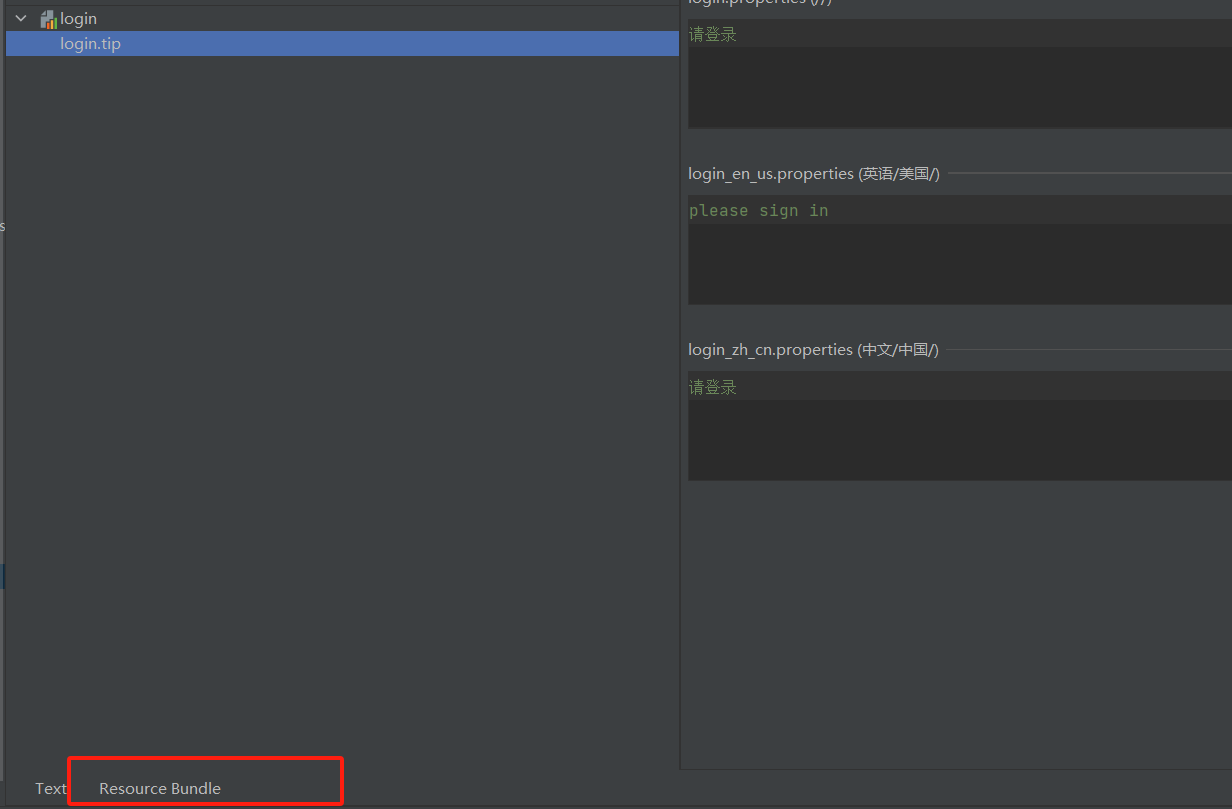 login
login.tip
login.properties (//)
请登录
login_en_us.properties (英语/美国/)
please sign in
login_zh_cn.properties (中文/中国/)
请登录
s
Text
Resource Bundle